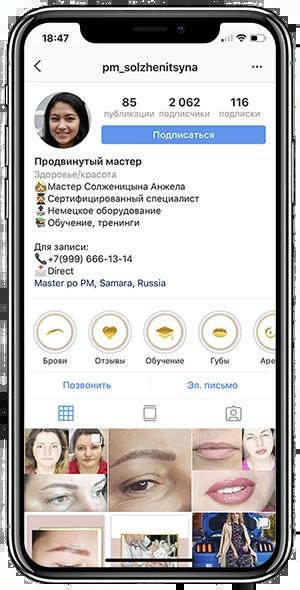 18:47
pm_solzhenitsyna
85 2 062 116
публикации подписчики подписки
Подписаться
Продвинутый мастер
Здоровье/красота
Мастер Солженицына Анжела
Сертифицированный специалист
Немецкое оборудование
Обучение, тренинги
Для записи:
+7(999) 666-13-14
Direct
Master po PM, Samara, Russia
Брови Отзывы Обучение Губы Аре
Позвонить Эл. письмо